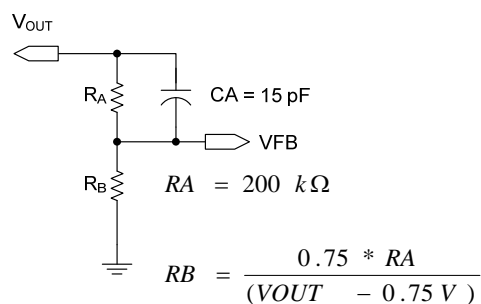 VOUT
RA
CA = 15 pF
VFB
RB
RA = 200 kΩ
RB = 0.75 * RA / (VOUT - 0.75 V )